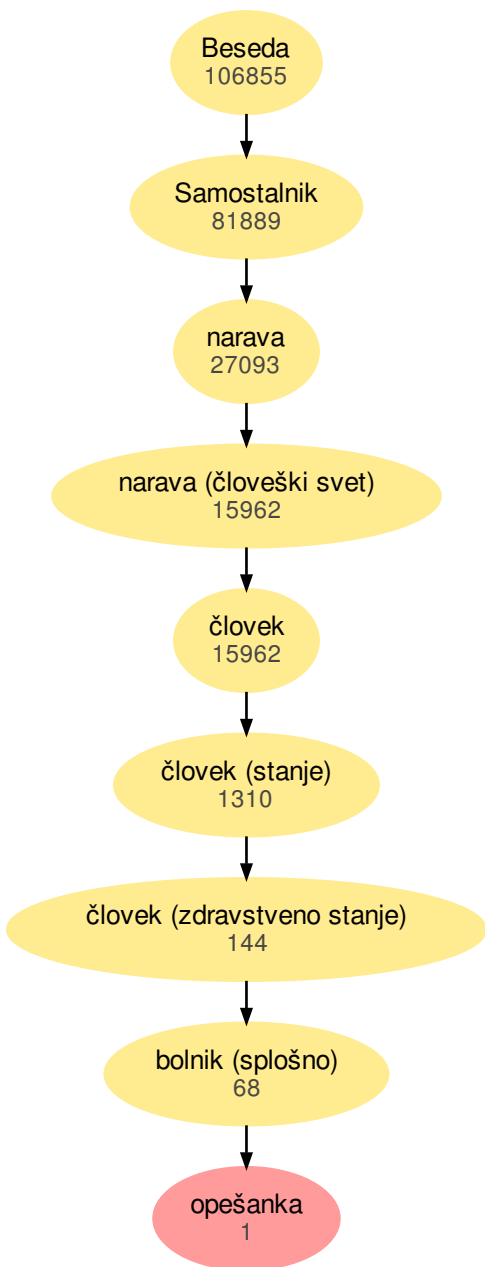 Beseda
106855
Samostalnik
81889
narava
27093
narava (človeški svet)
15962
človek
15962
človek (stanje)
1310
človek (zdravstveno stanje)
144
bolnik (splošno)
68
opešanka
1